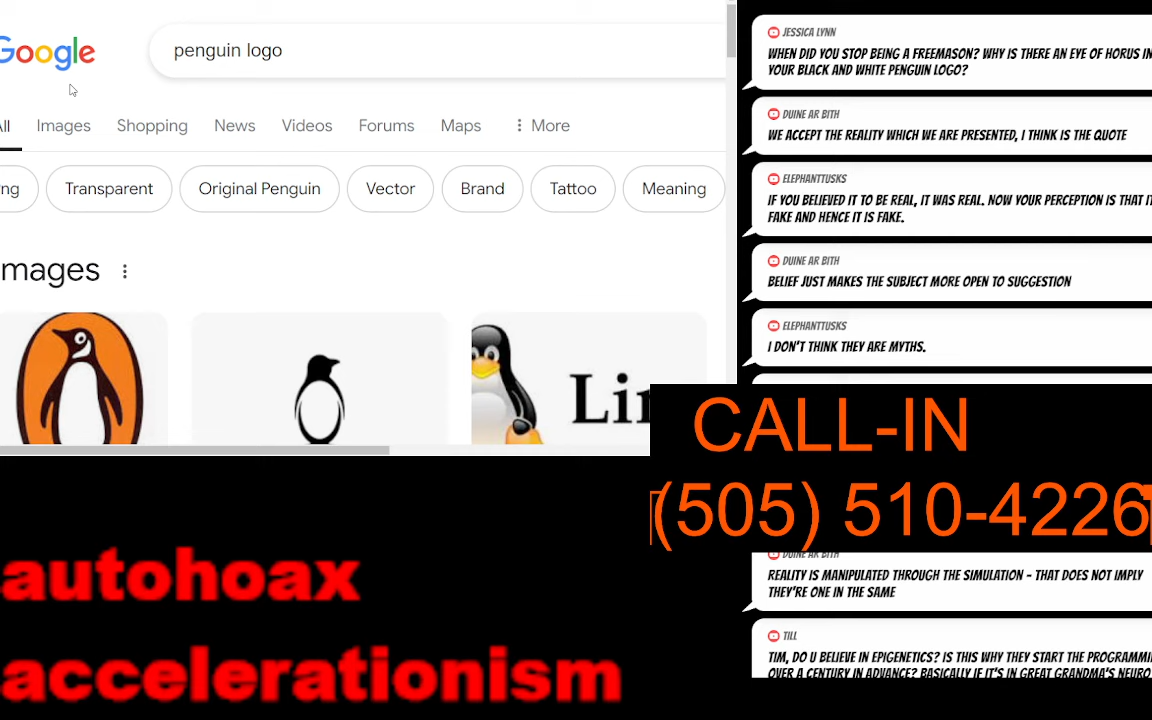 Google
penguin logo
Images
Shopping
News
Videos
Forums
Maps
More
Transparent
Original Penguin
Vector
Brand
Tattoo
Meaning
mages
JESSICA LYNN
WHEN DID YOU STOP BEING A FREEMASON? WHY IS THERE AN EYE OF HORUS IN
YOUR BLACK AND WHITE PENGUIN LOGO?
DUINE AR BITH
WE ACCEPT THE REALITY WHICH WE ARE PRESENTED, I THINK IS THE QUOTE
ELEPHANTTUSKS
IF YOU BELIEVED IT TO BE REAL, IT WAS REAL. NOW YOUR PERCEPTION IS THAT IT
FAKE AND HENCE IT IS FAKE.
DUINE AR BITH
BELIEF JUST MAKES THE SUBJECT MORE OPEN TO SUGGESTION
ELEPHANTTUSKS
I DON'T THINK THEY ARE MYTHS.
CALL-IN
(505) 510-4226
DUINE AR BITH
REALITY IS MANIPULATED THROUGH THE SIMULATION - THAT DOES NOT IMPLY
THEY'RE ONE IN THE SAME
TILL
TIM, DO U BELIEVE IN EPIGENETICS? IS THIS WHY THEY START THE PROGRAMMI
OVER A CENTURY IN ADVANCE? BASICALLY IF IT'S IN GREAT GRANDMA'S NEURO
autohoax
accelerationism